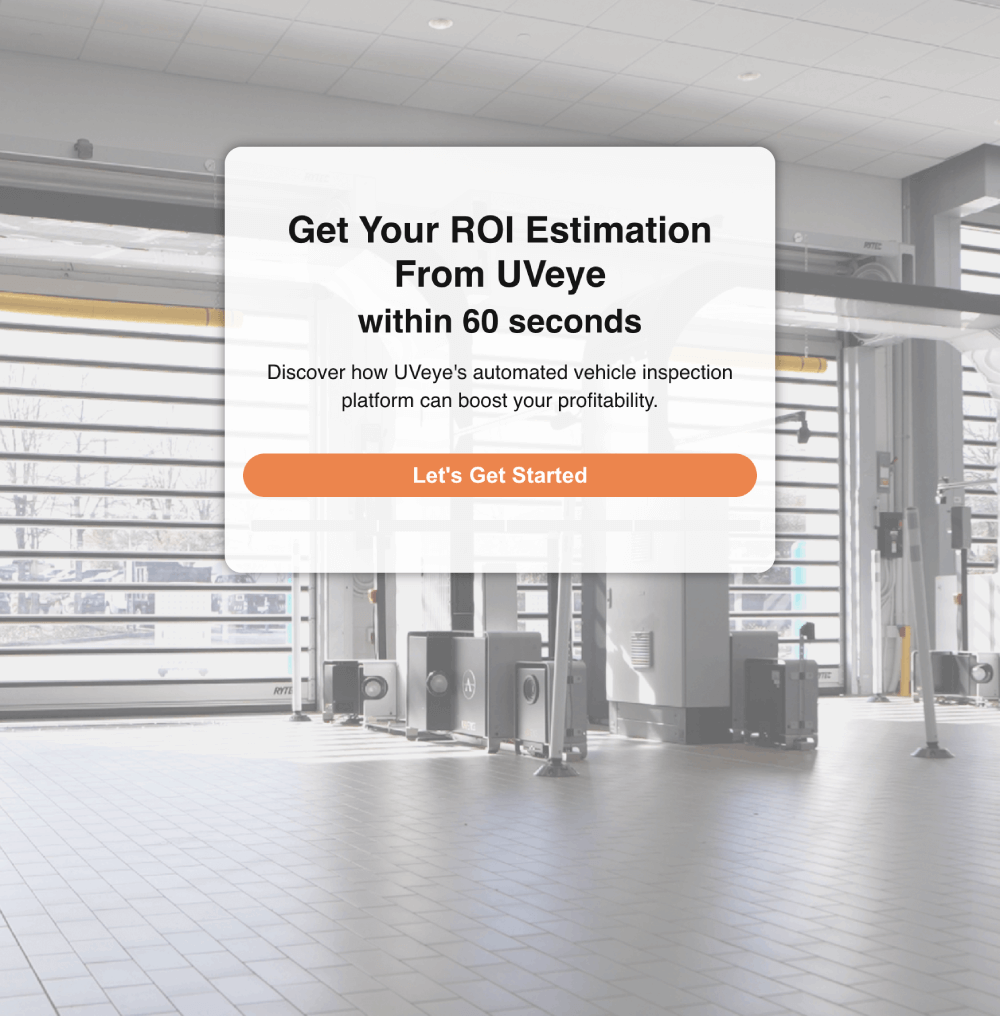 Get Your ROI Estimation
From UVeye
within 60 seconds
Discover how UVeye's automated vehicle inspection
platform can boost your profitability.
Let's Get Started
RYTEC